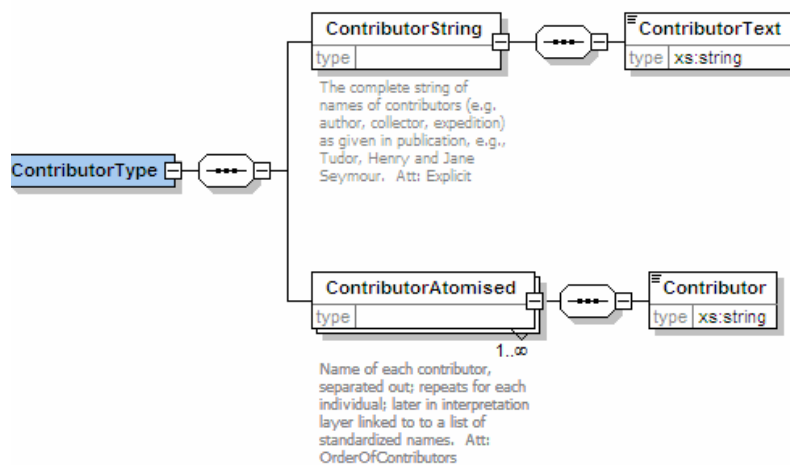 ContributorString
type
ContributorText
type xs:string
The complete string of
names of contributors (e.g.
author, collector, expedition)
as given in publication, e.g.,
Tudor, Henry and Jane
Seymour.  Att: Explicit
ContributorType
ContributorAtomised
type
1..∞
Contributor
type xs:string
Name of each contributor,
separated out; repeats for each
individual; later in interpretation
layer linked to to a list of
standardized names.  Att:
OrderOfContributors